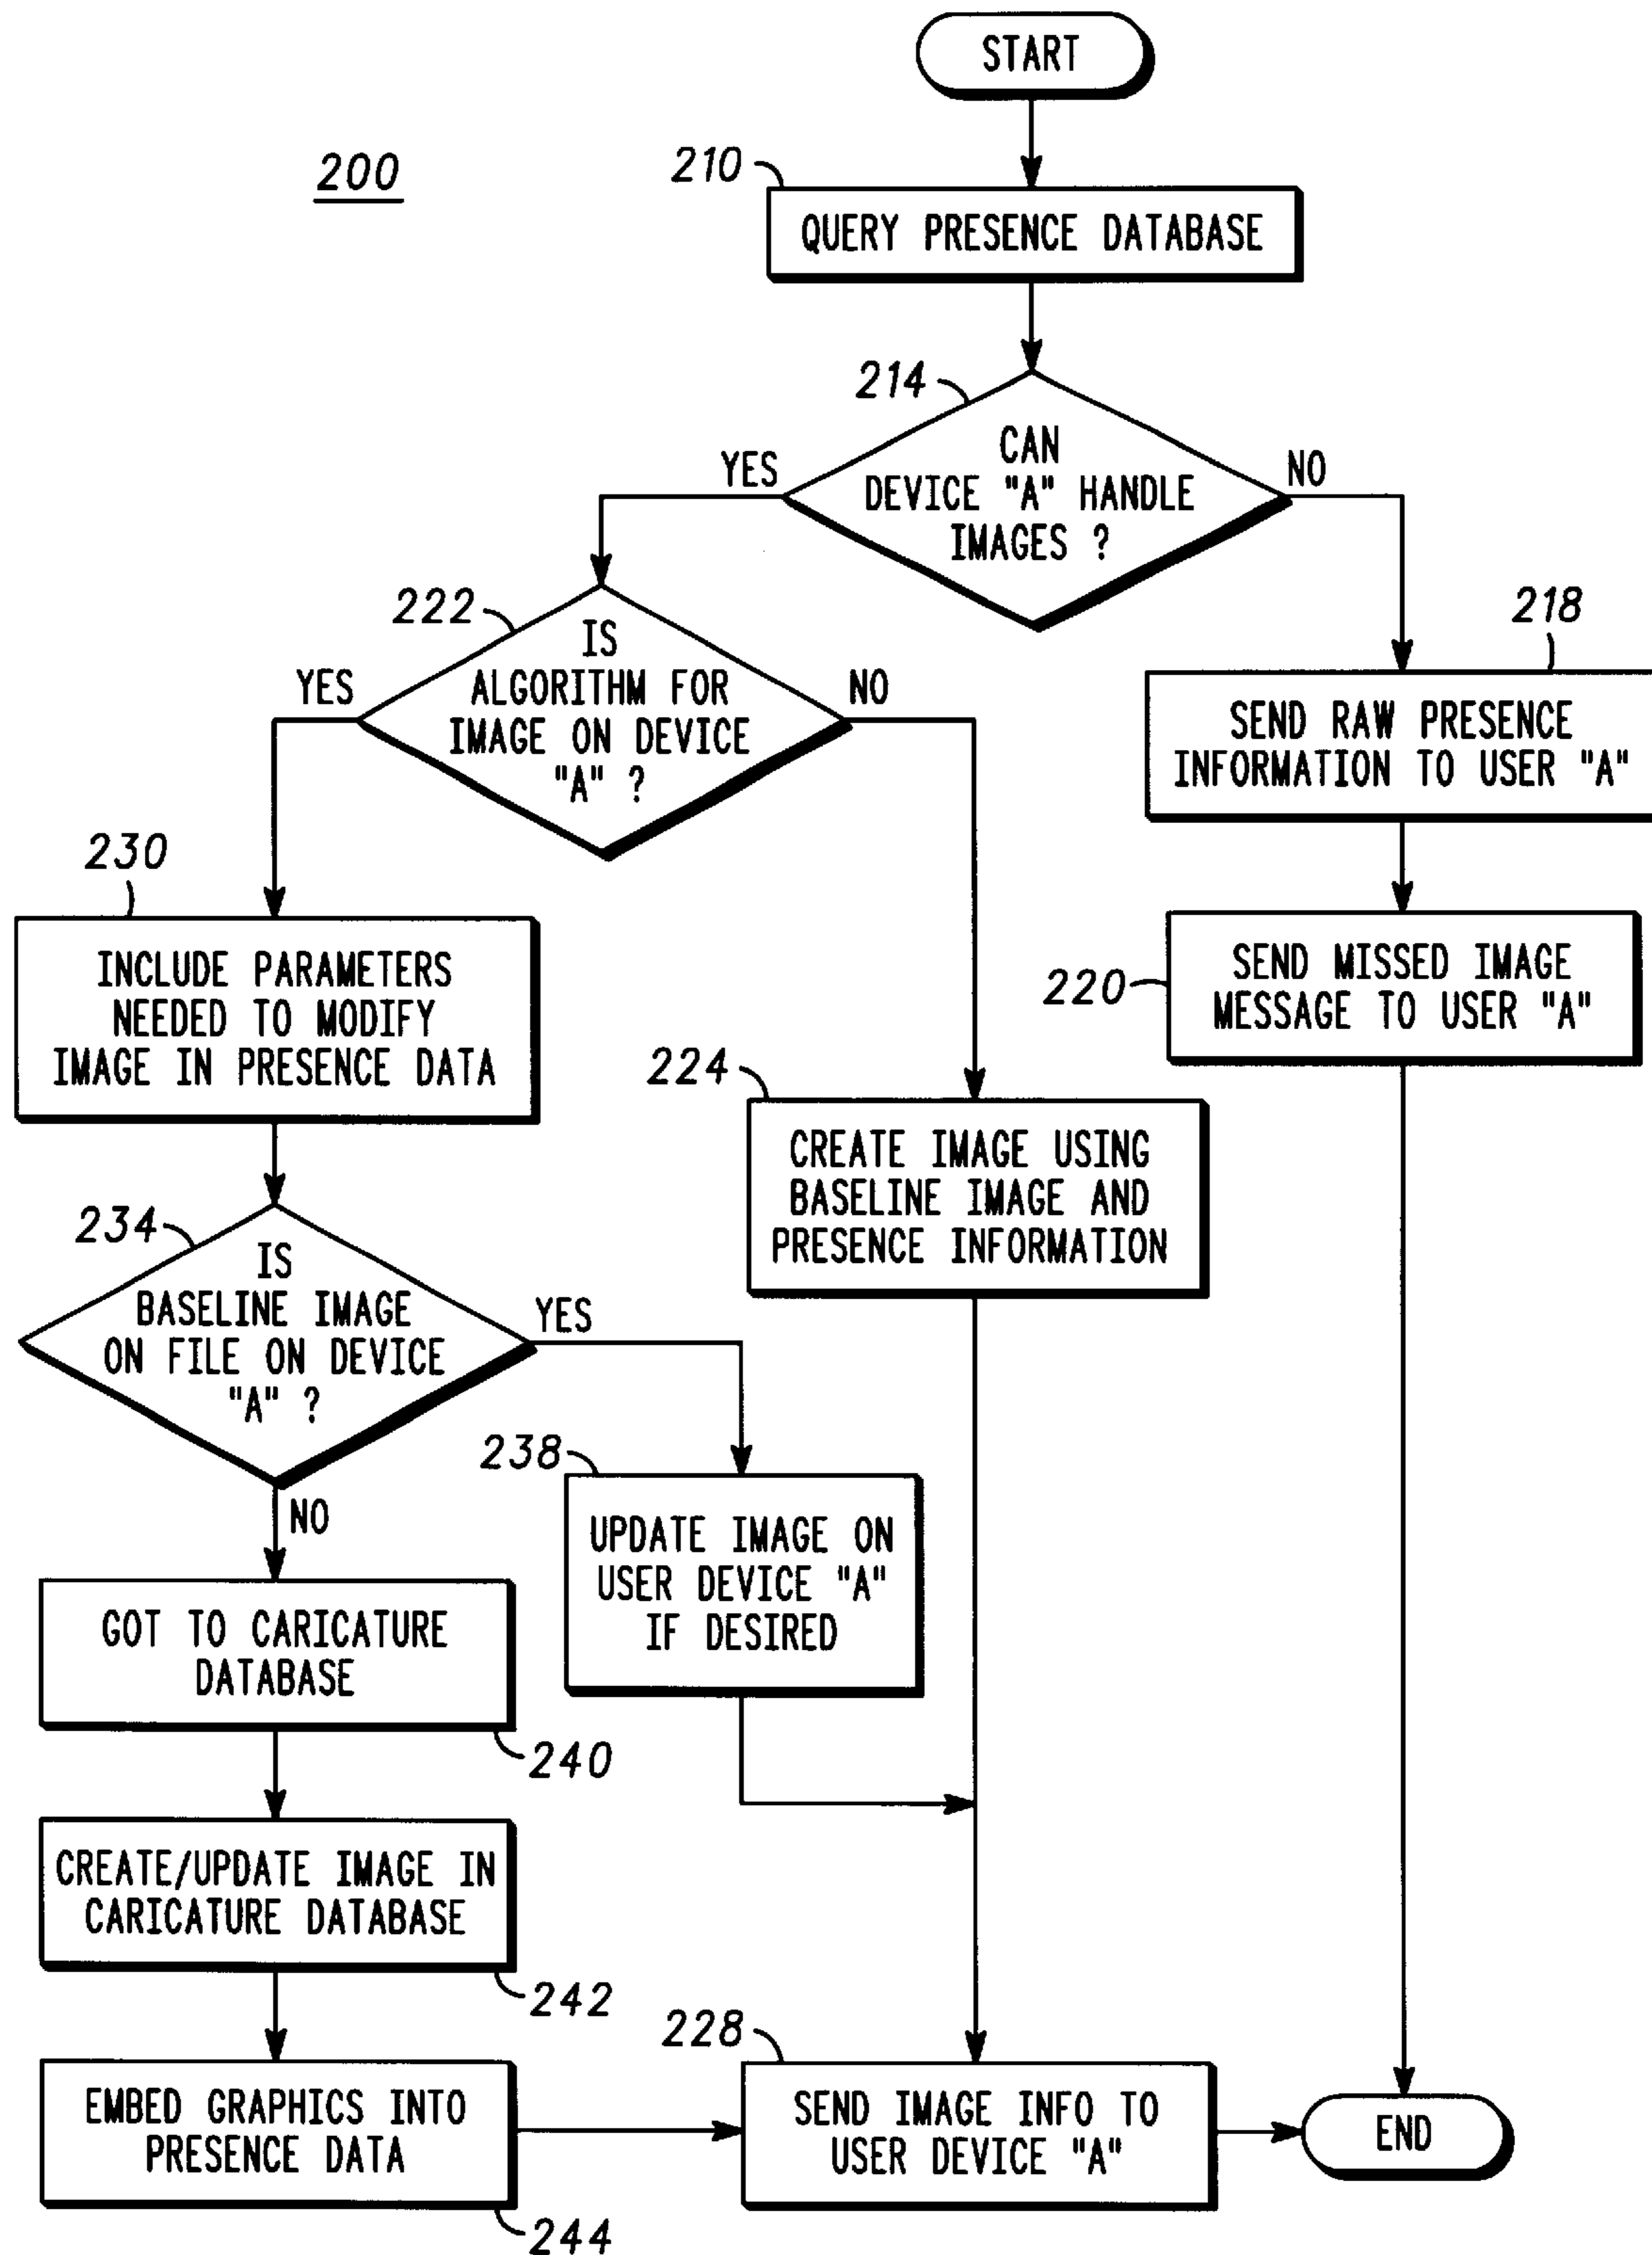 START
200
210
QUERY PRESENCE DATABASE
214
CAN
DEVICE "A" HANDLE
IMAGES ?
YES
NO
222
IS
ALGORITHM FOR
IMAGE ON DEVICE
"A" ?
YES
NO
218
SEND RAW PRESENCE
INFORMATION TO USER "A"
230
INCLUDE PARAMETERS
NEEDED TO MODIFY
IMAGE IN PRESENCE DATA
220
SEND MISSED IMAGE
MESSAGE TO USER "A"
224
CREATE IMAGE USING
BASELINE IMAGE AND
PRESENCE INFORMATION
234
IS
BASELINE IMAGE
ON FILE ON DEVICE
"A" ?
YES
NO
238
UPDATE IMAGE ON
USER DEVICE "A"
IF DESIRED
GOT TO CARICATURE
DATABASE
240
CREATE/UPDATE IMAGE IN
CARICATURE DATABASE
242
228
EMBED GRAPHICS INTO
PRESENCE DATA
244
SEND IMAGE INFO TO
USER DEVICE "A"
END